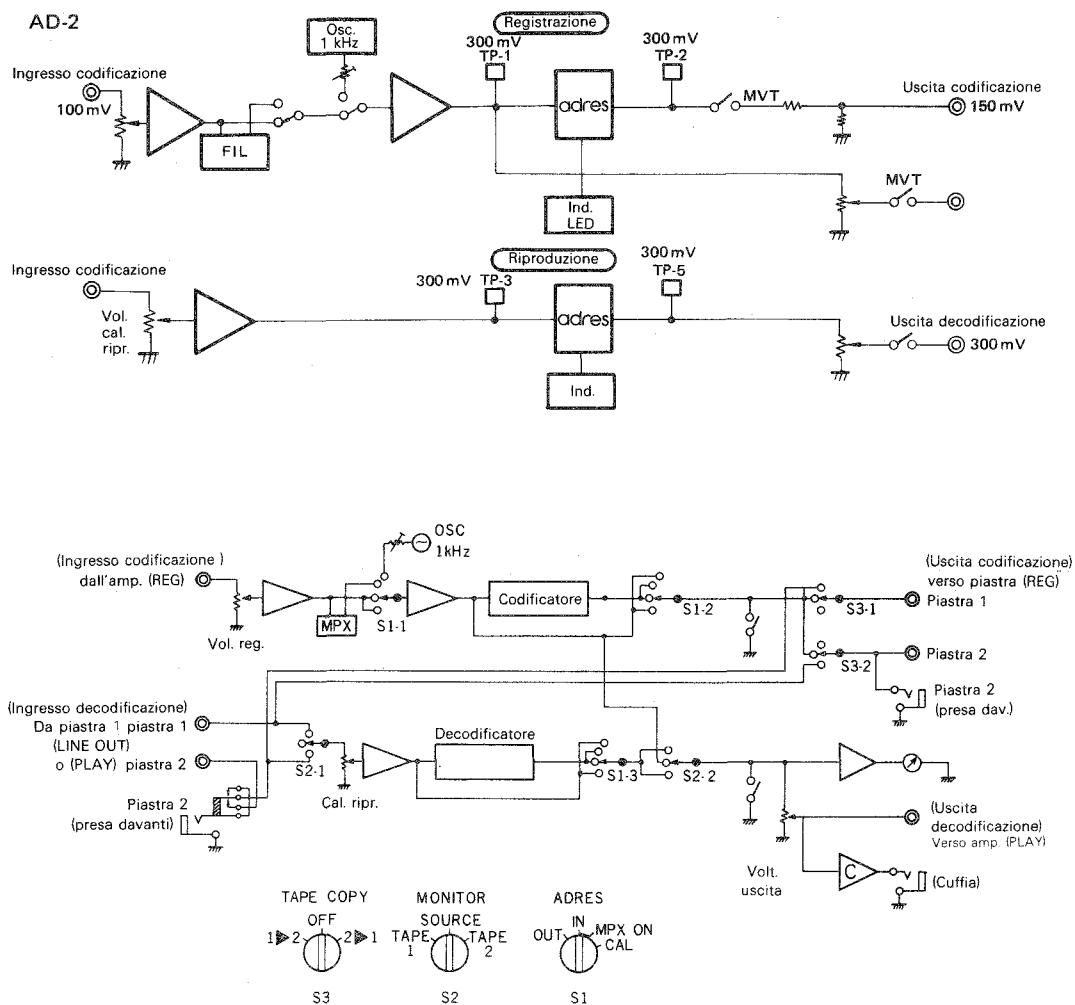 AD-2
Registrazione
Osc.
1 kHz
300 mV
TP-1
300 mV
TP-2
Ingresso codificazione
100 mV
FIL
adres
MVT
Uscita codificazione
150 mV
Ind.
LED
MVT
Riproduzione
Ingresso codificazione
300 mV TP-3
300 mV
TP-5
Vol.
cal.
ripr.
adres
Uscita decodificazione
300 mV
Ind.
OSC
1kHz
(Ingresso codificazione )
dall'amp. (REG)
Vol. reg.
MPX
S1-1
Codificatore
S1-2
S3-1
(Uscita codificazione)
verso piastra (REG)
Piastra 1
S3-2
Piastra 2
Piastra 2
(presa dav.)
(Ingresso decodificazione)
Da piastra 1 piastra 1
(LINE OUT)
o (PLAY) piastra 2
S2-1
Cal. ripr.
Decodificatore
S1-3
S2-2
Piastra 2
(presa davanti)
(Uscita
decodificazione)
Verso amp. (PLAY)
Volt.
uscita
C
(Cuffia)
TAPE COPY
OFF
1▶2
2▶1
S3
MONITOR
SOURCE
TAPE
1
TAPE
2
S2
ADRES
IN
OUT
MPX ON
CAL
S1